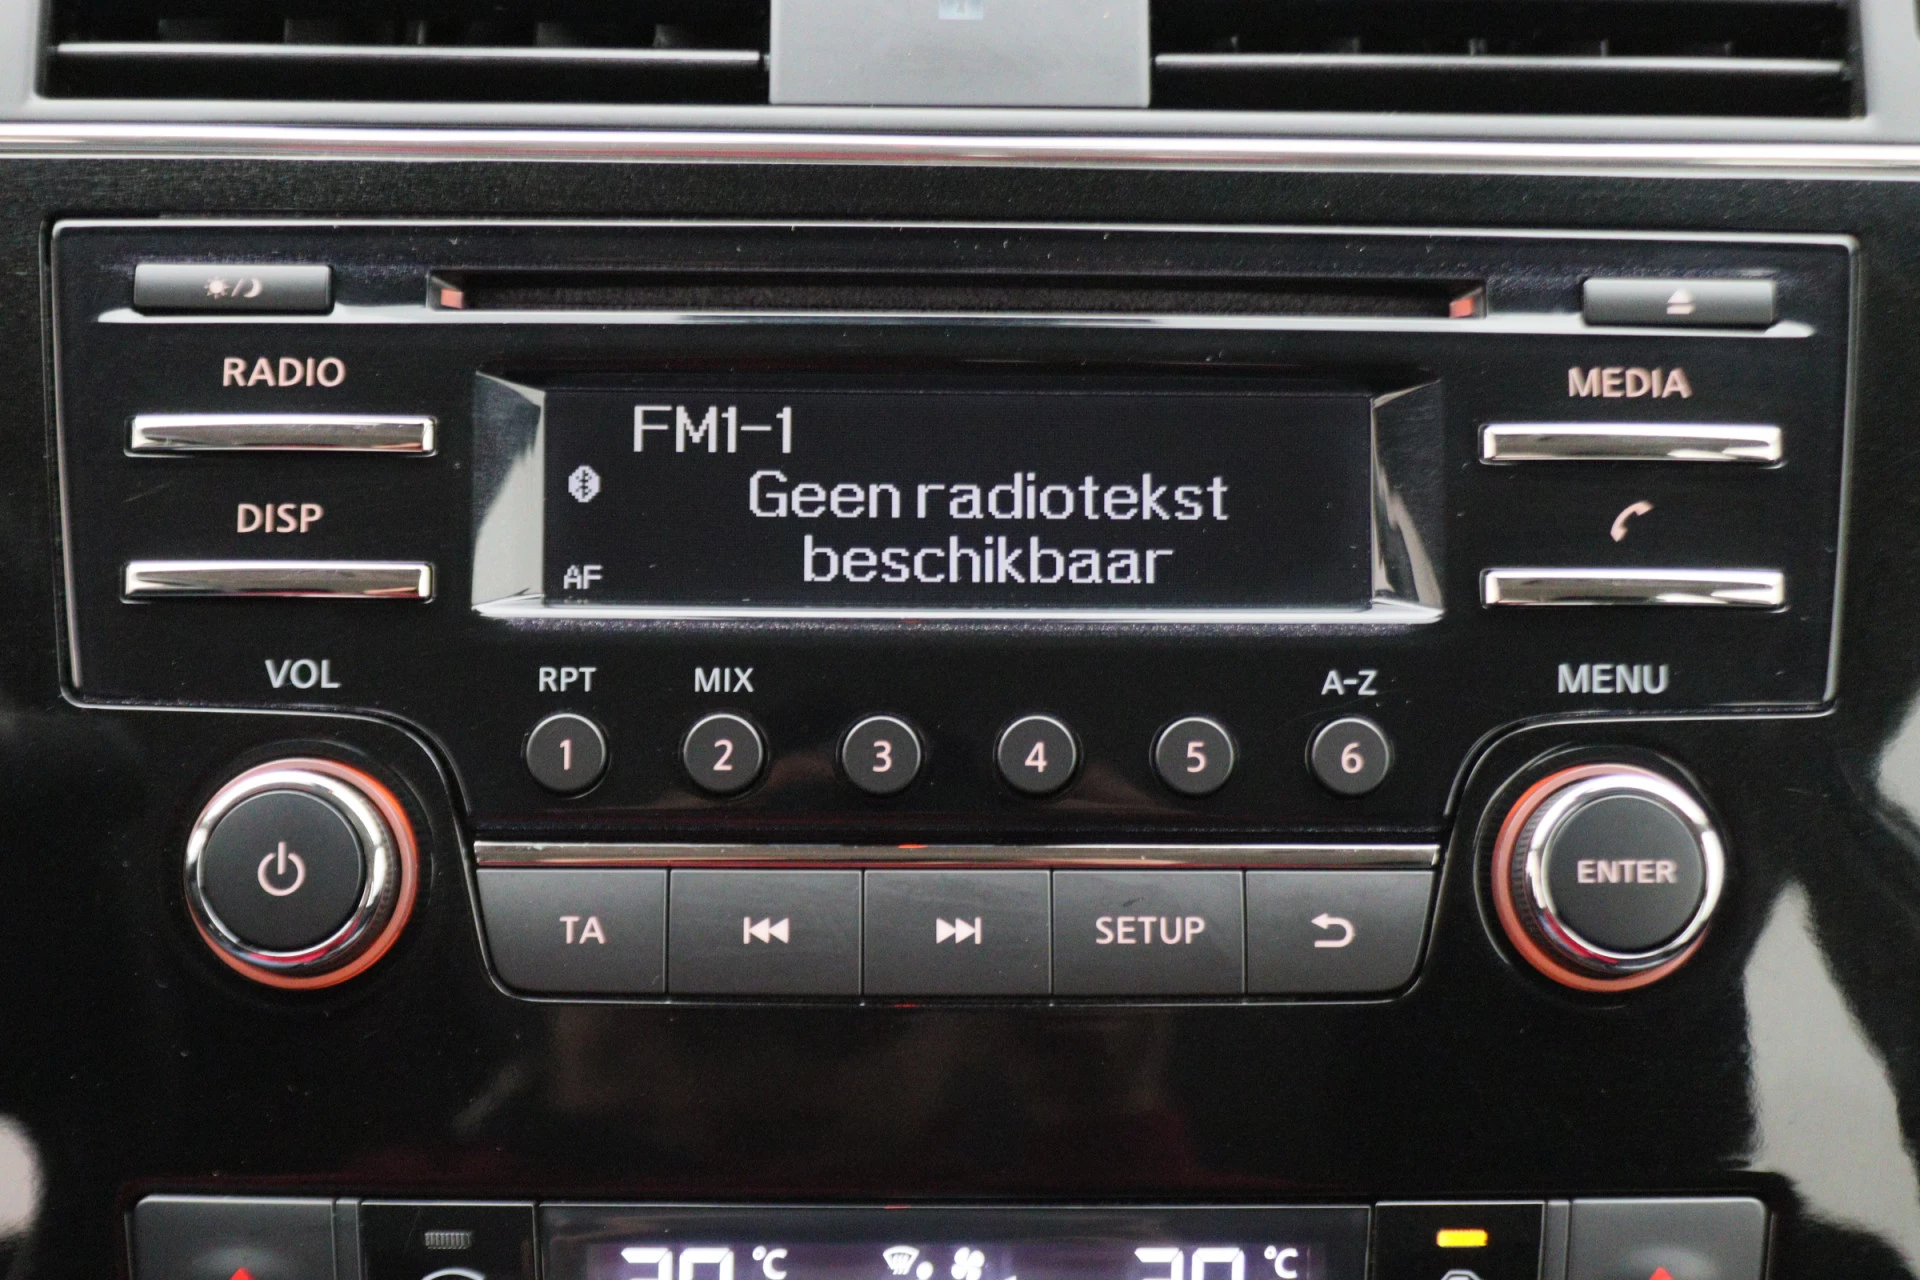 RADIO
MEDIA
FM1-1
Geen radiotekst
beschikbaar
DISP
AF
VOL
RPT
MIX
A-Z
MENU
1
2
3
4
5
6
TA
SETUP
ENTER
°C
°C